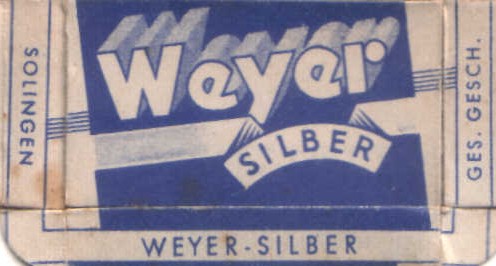 SOLINGEN
Weyer
SILBER
GES. GESCH.
WEYER-SILBER